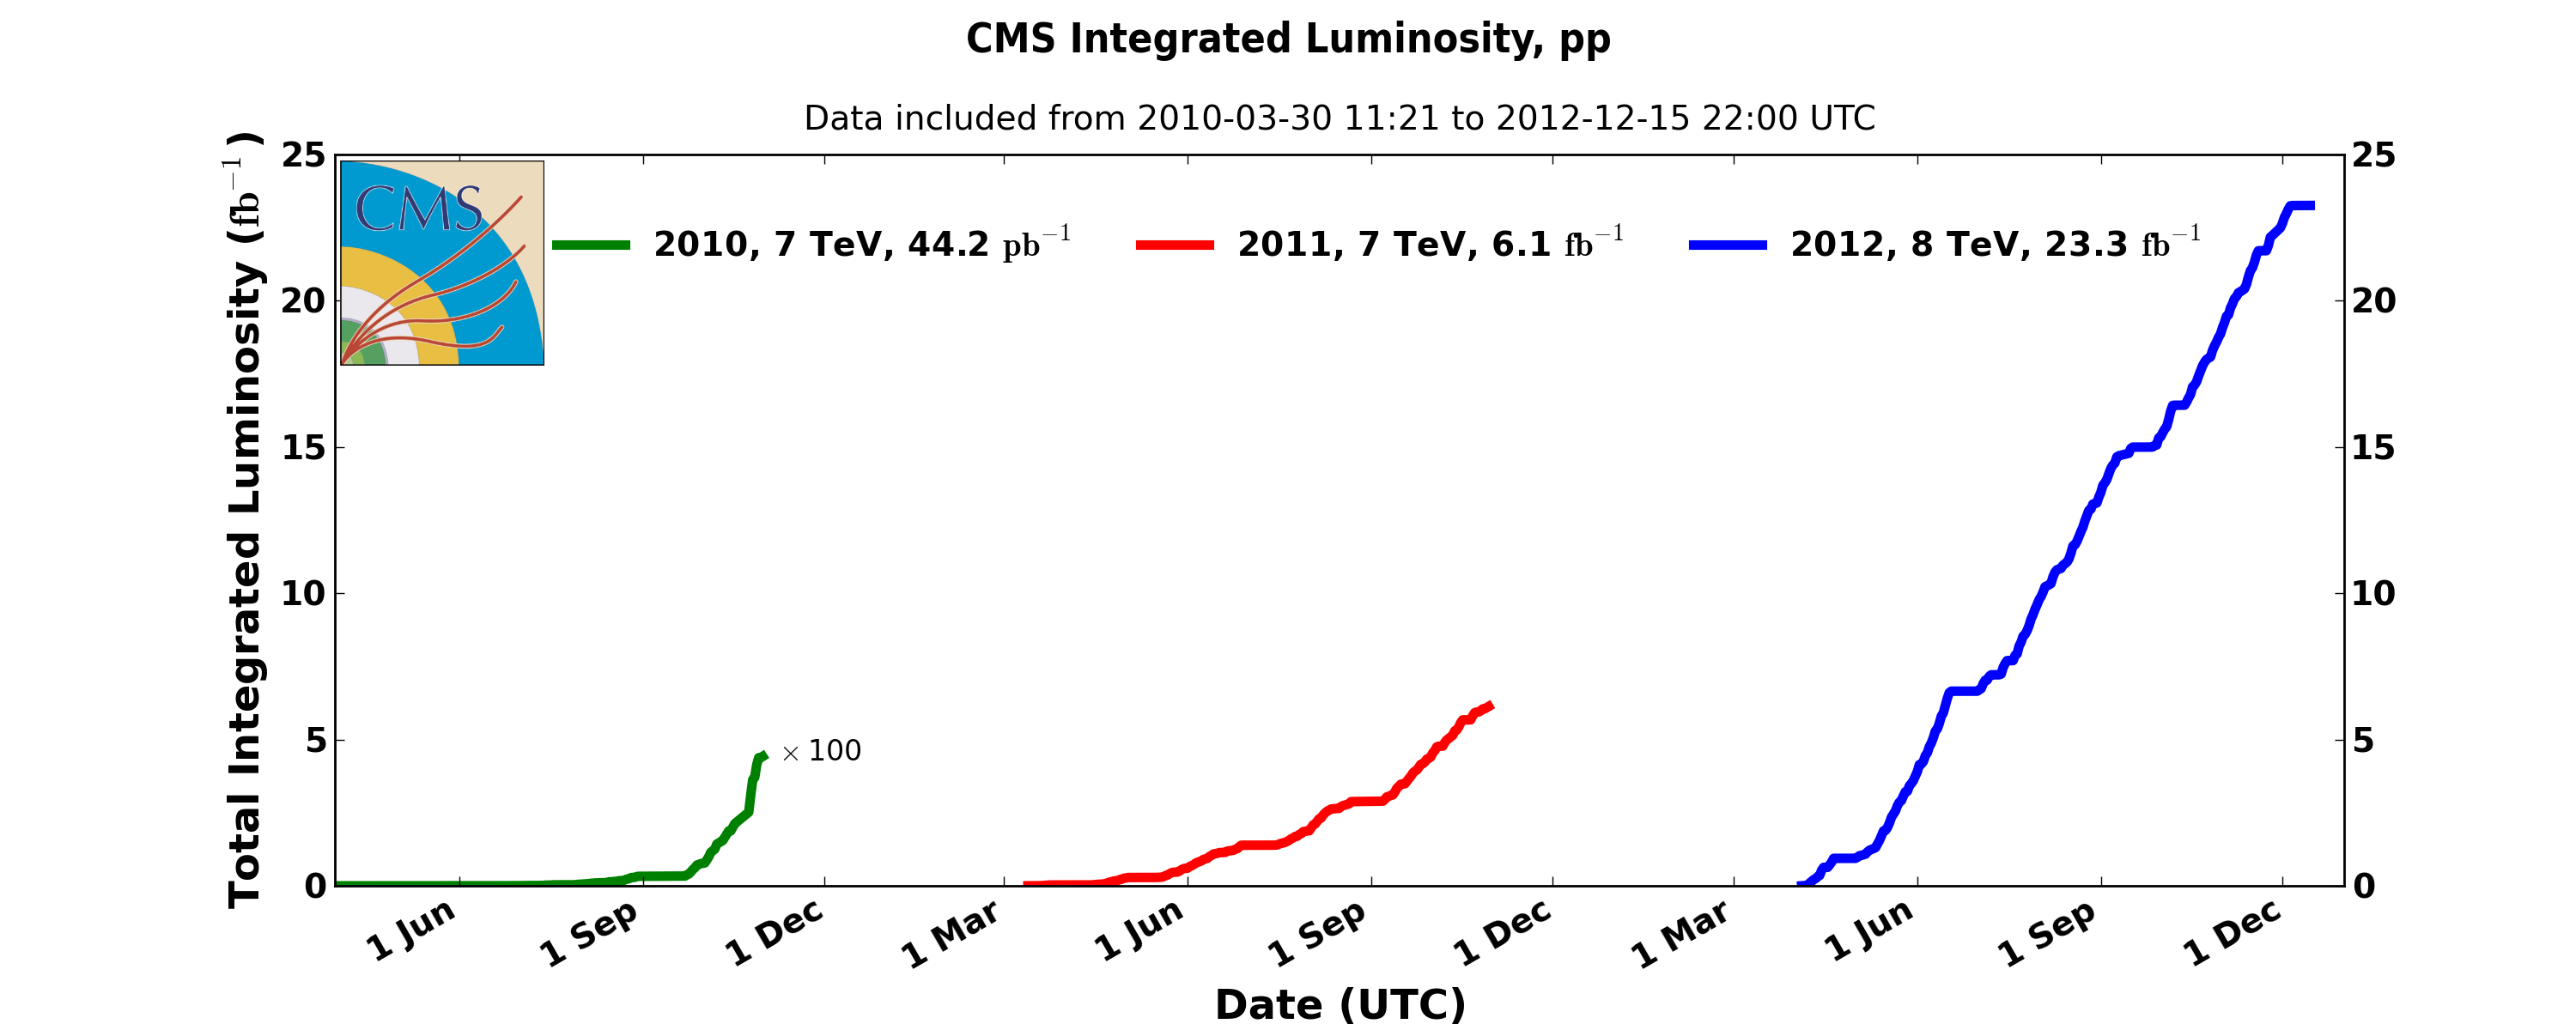 CMS Integrated Luminosity, pp
Data included from 2010-03-30 11:21 to 2012-12-15 22:00 UTC
Total Integrated Luminosity (fb⁻¹)
25
20
15
10
5
0
CMS
2010, 7 TeV, 44.2 pb⁻¹
2011, 7 TeV, 6.1 fb⁻¹
2012, 8 TeV, 23.3 fb⁻¹
× 100
25
20
15
10
5
0
1 Jun
1 Sep
1 Dec
1 Mar
1 Jun
1 Sep
1 Dec
1 Mar
1 Jun
1 Sep
1 Dec
Date (UTC)